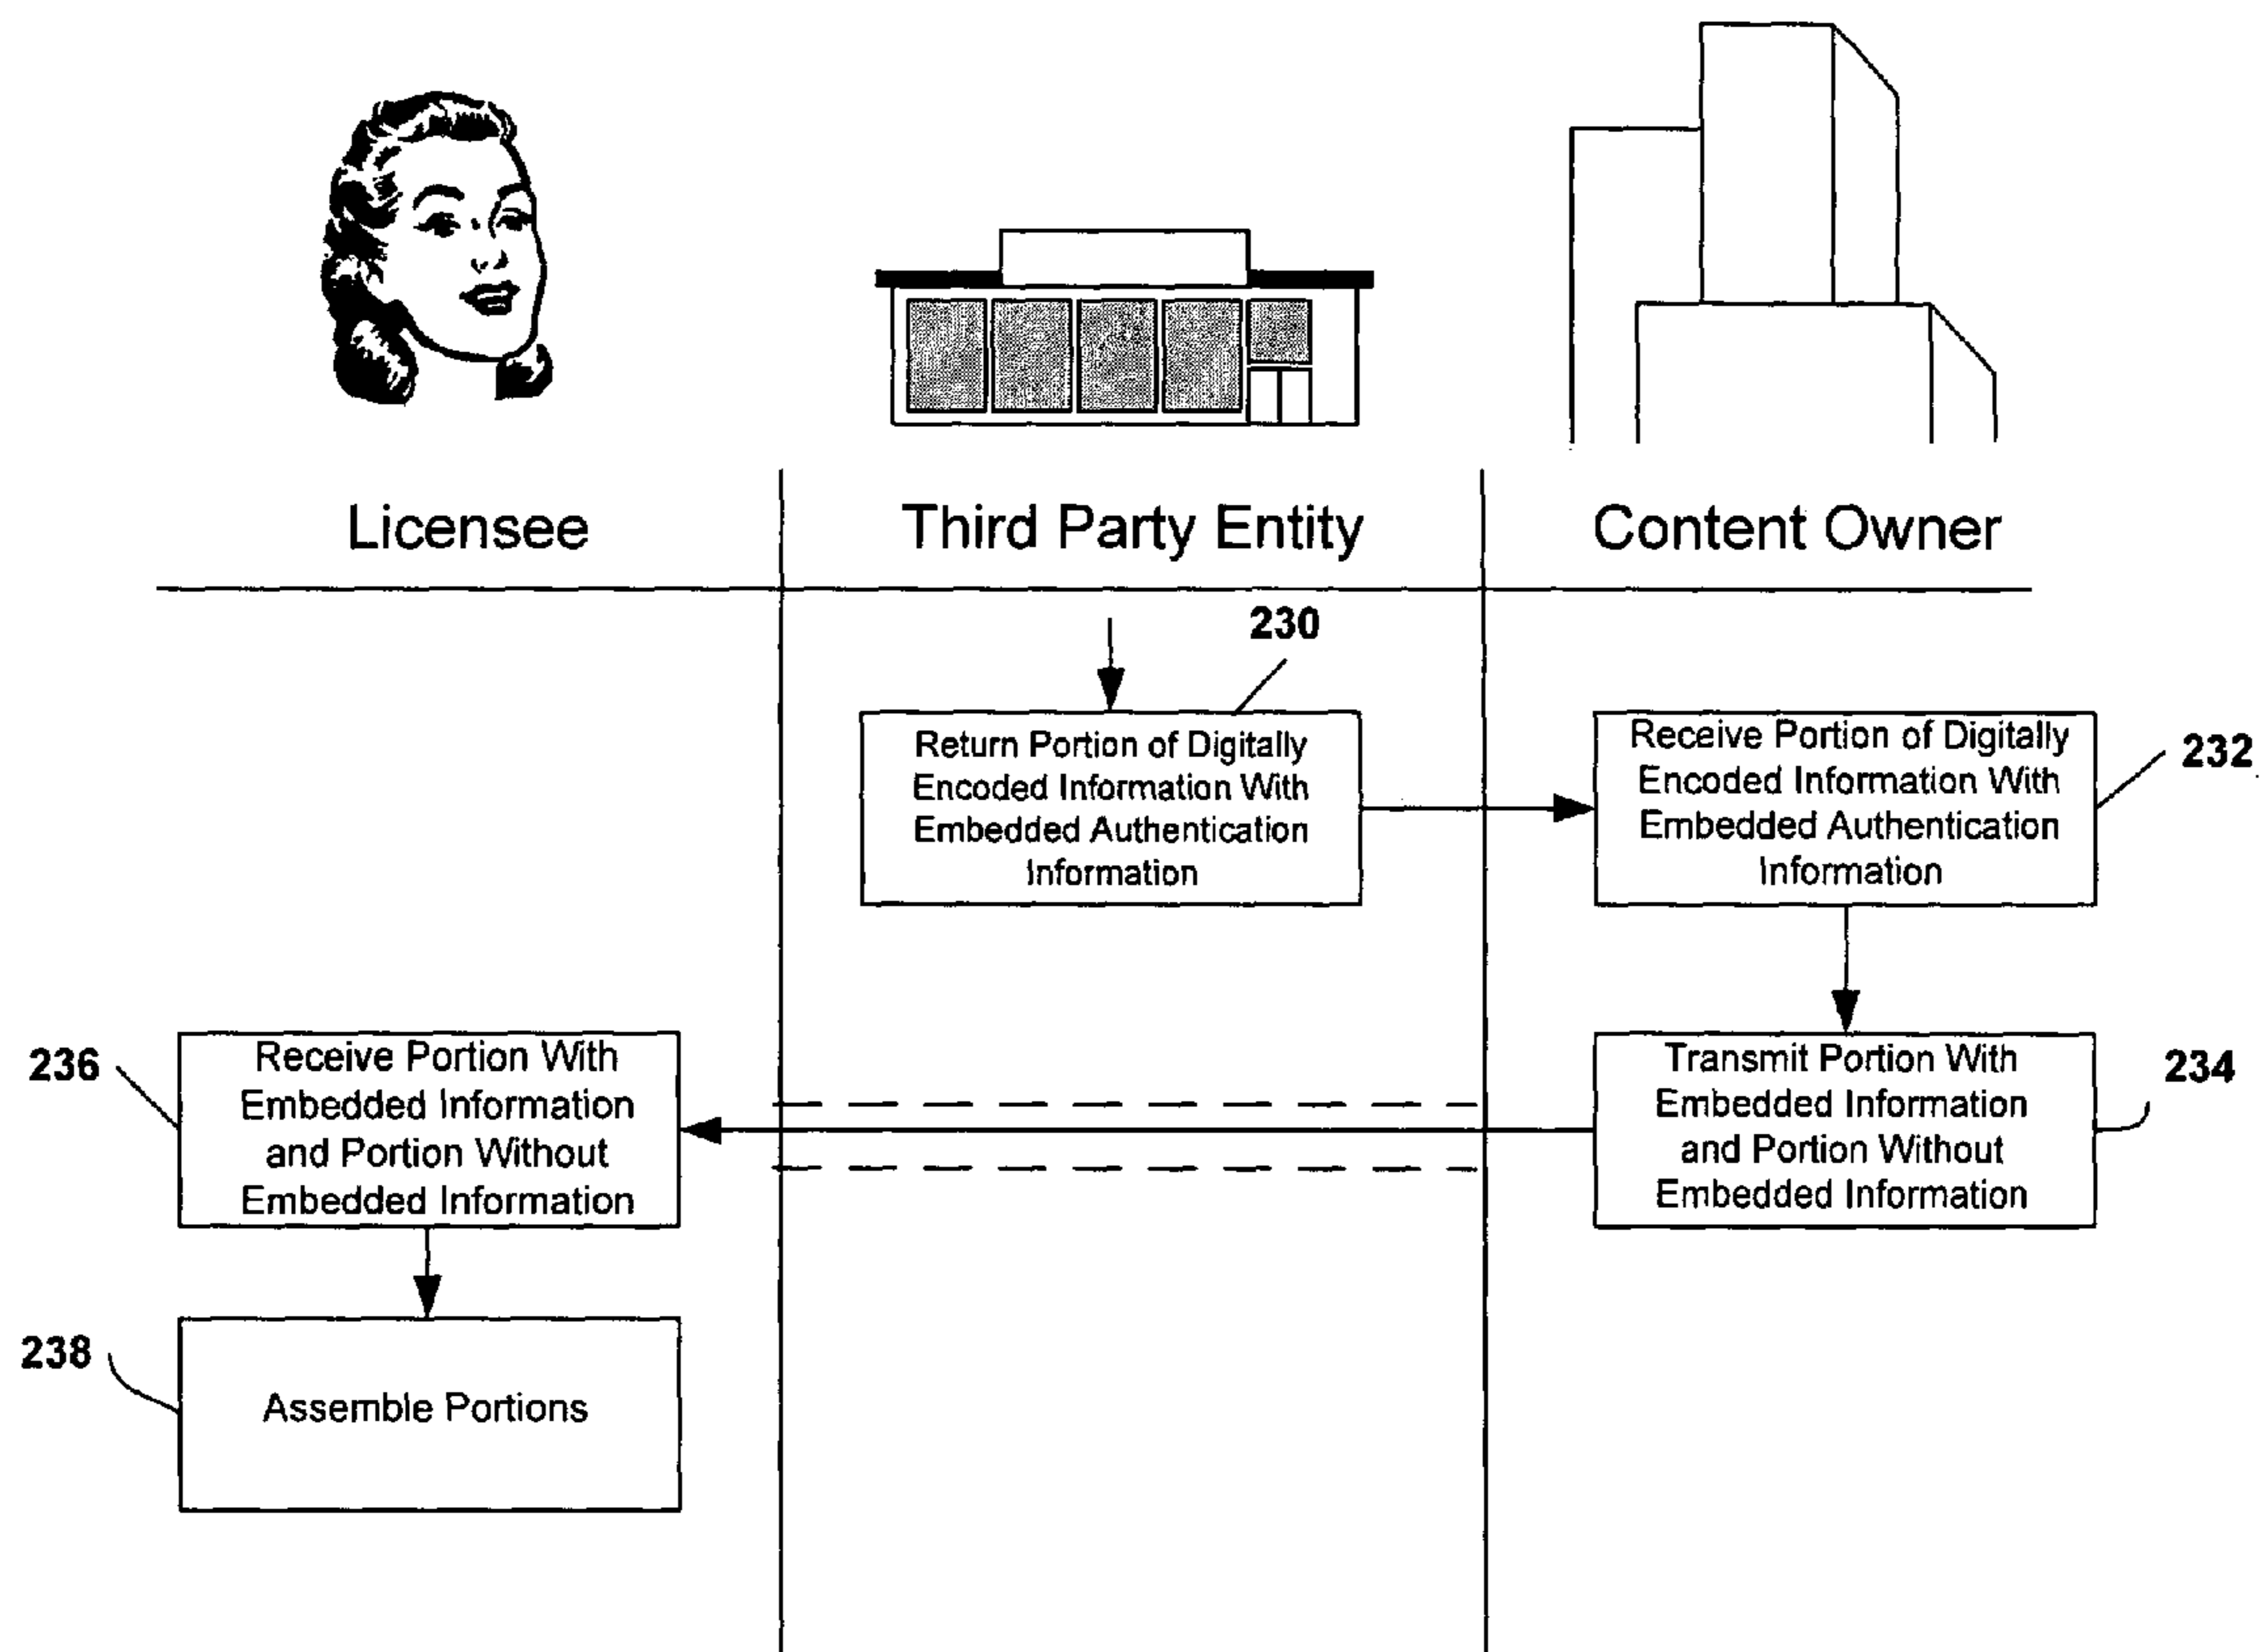 Licensee
Third Party Entity
Content Owner
230
Return Portion of Digitally
Encoded Information With
Embedded Authentication
Information
Receive Portion of Digitally
Encoded Information With
Embedded Authentication
Information
232
236
Receive Portion With
Embedded Information
and Portion Without
Embedded Information
Transmit Portion With
Embedded Information
and Portion Without
Embedded Information
234
238
Assemble Portions